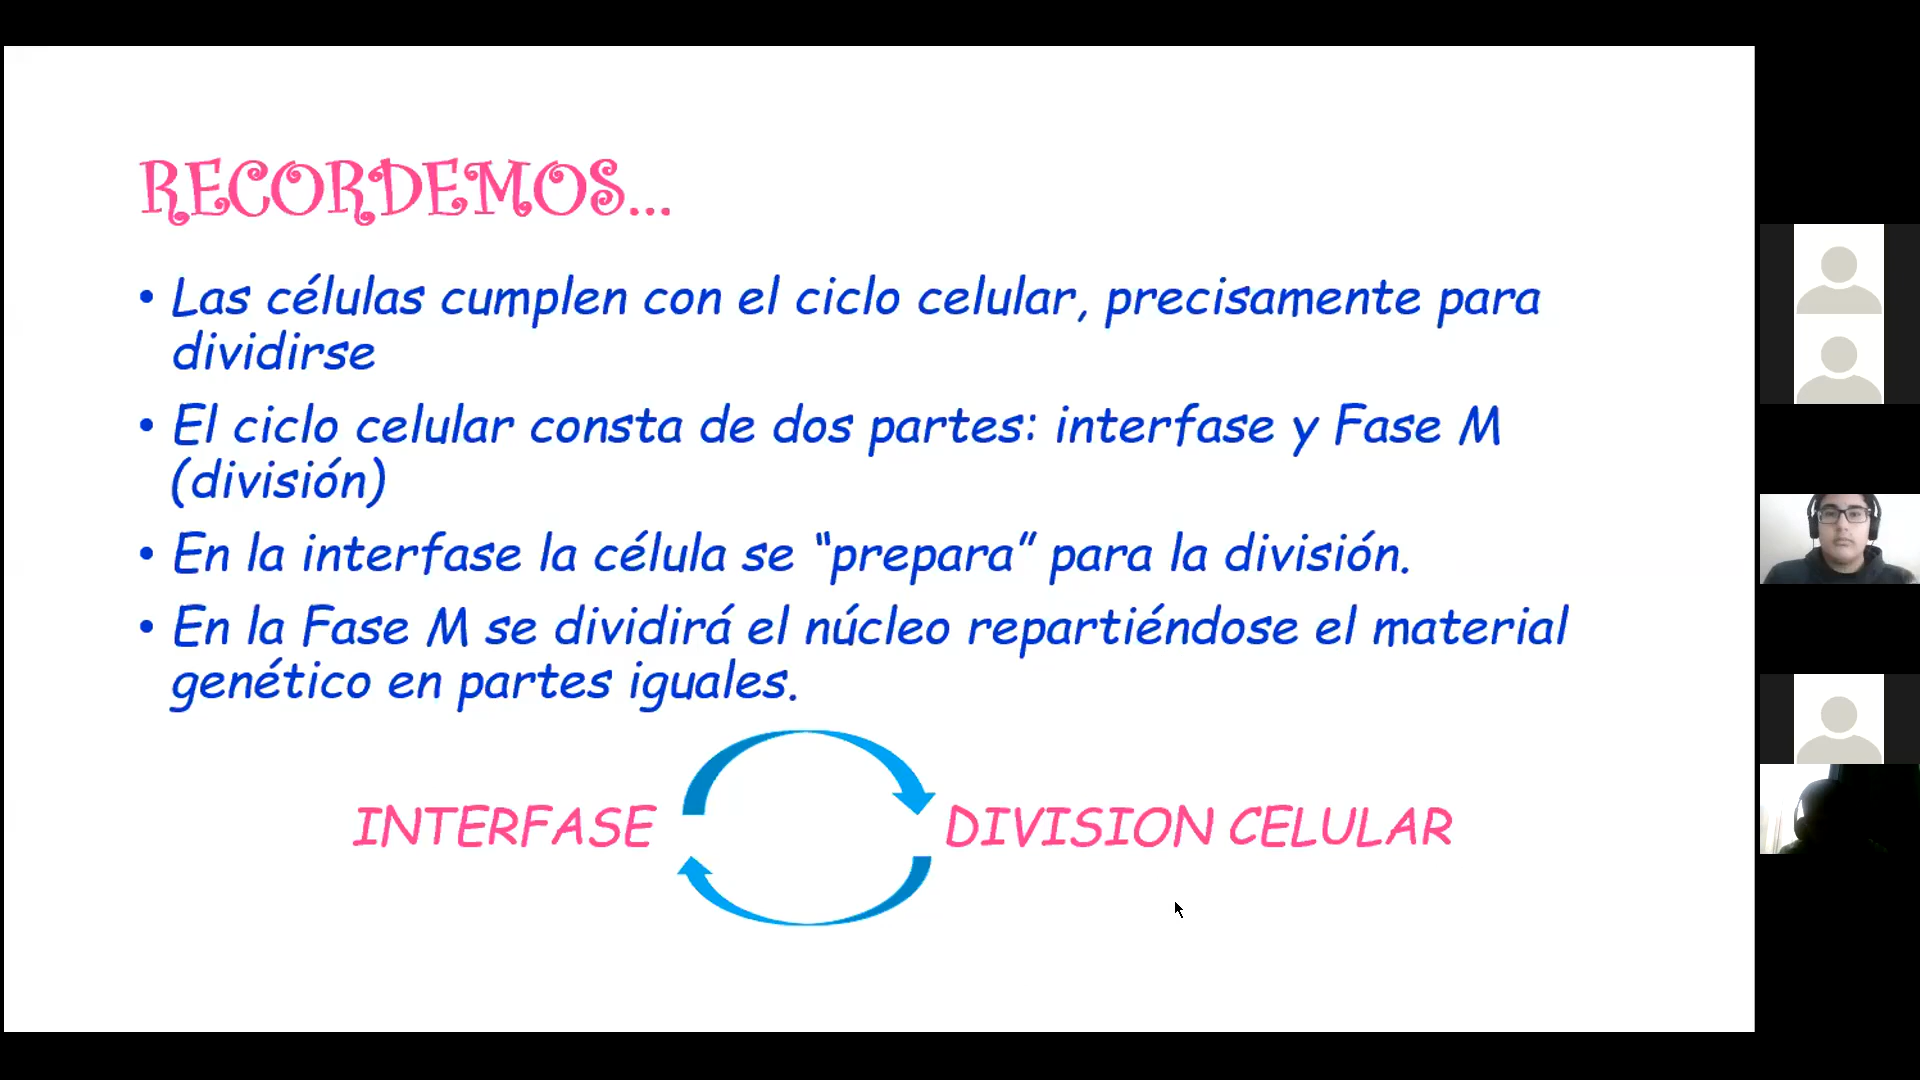 RECORDEMOS...
• Las células cumplen con el ciclo celular, precisamente para
dividirse
• El ciclo celular consta de dos partes: interfase y Fase M
(división)
• En la interfase la célula se “prepara” para la división.
• En la Fase M se dividirá el núcleo repartiéndose el material
genético en partes iguales.
INTERFASE
DIVISION CELULAR